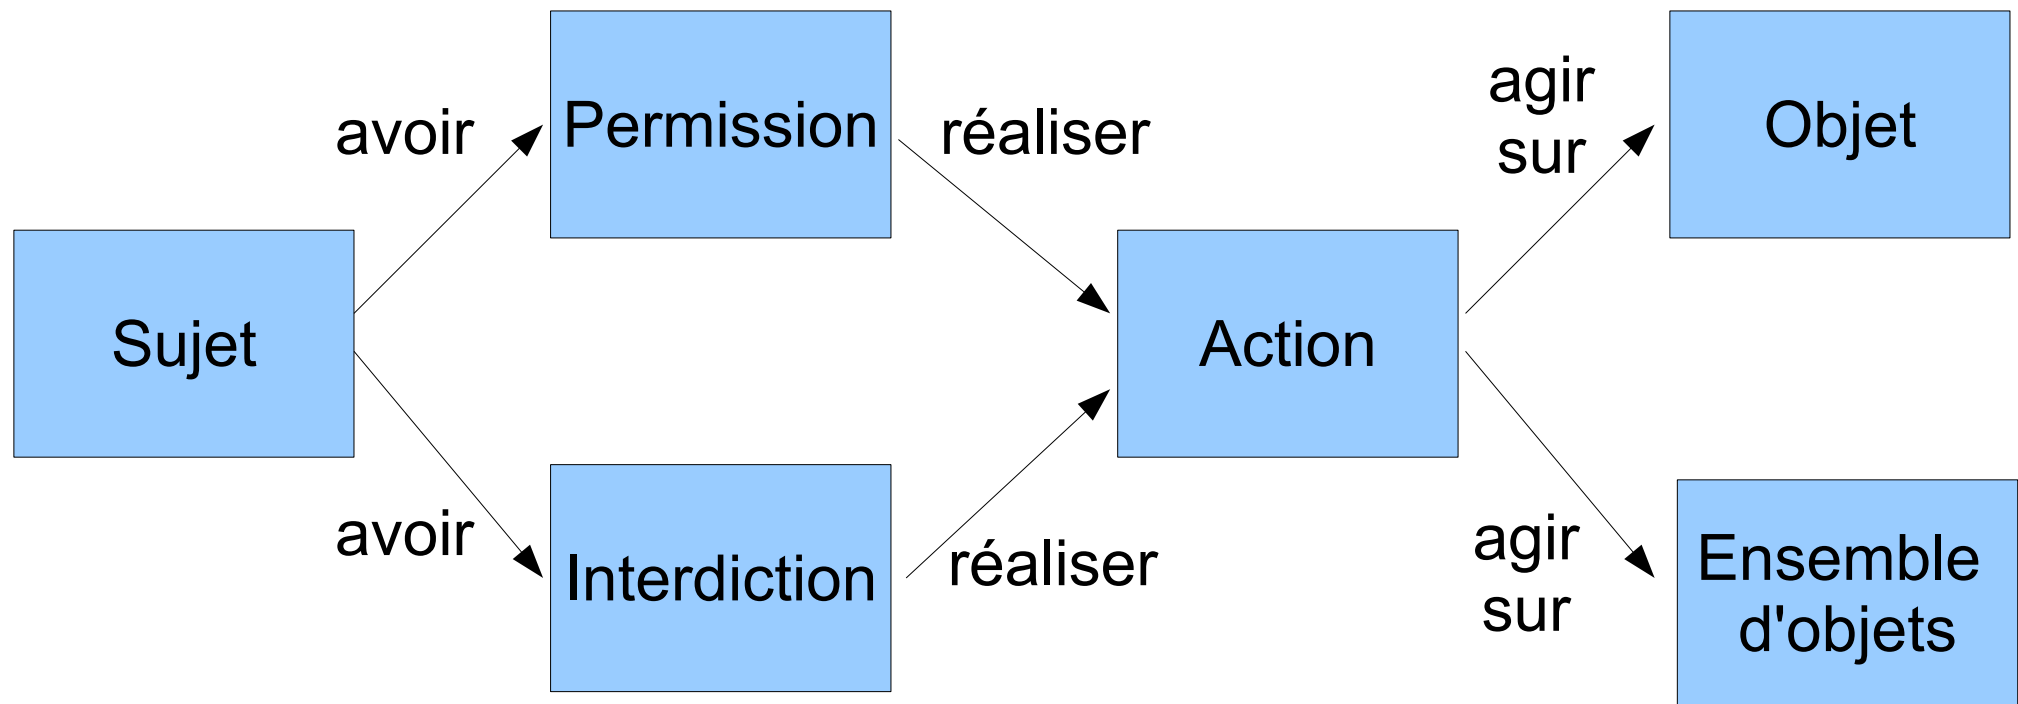 Permission
Objet
agir
sur
avoir
réaliser
Sujet
Action
avoir
réaliser
Interdiction
agir
sur
Ensemble
d'objets